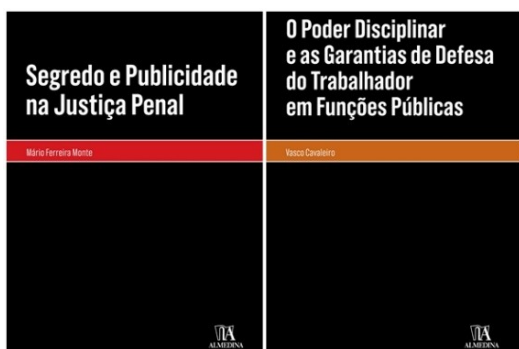 Segredo e Publicidade
na Justiça Penal
Mário Ferreira Monte
ALMEDINA
O Poder Disciplinar
e as Garantias de Defesa
do Trabalhador
em Funções Públicas
Vasco Cavaleiro
ALMEDINA